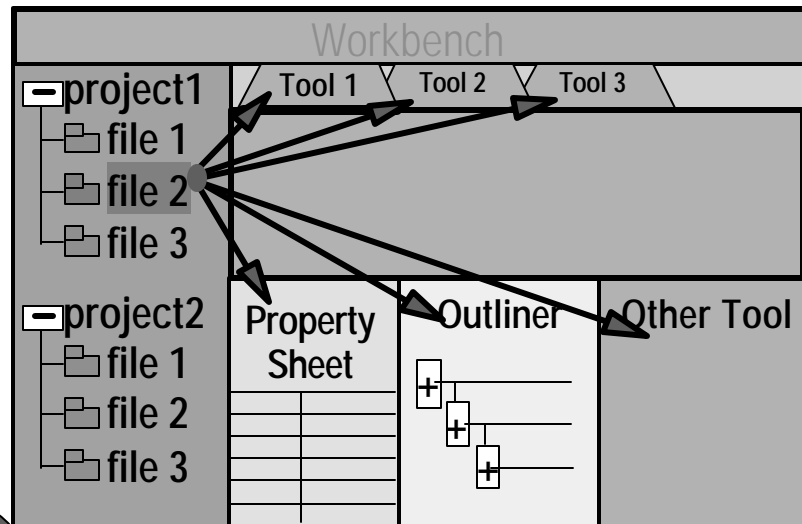 Workbench
project1
file 1
file 2
file 3
project2
file 1
file 2
file 3
Tool 1
Tool 2
Tool 3
Property
Sheet
Outliner
+
+
+
Other Tool